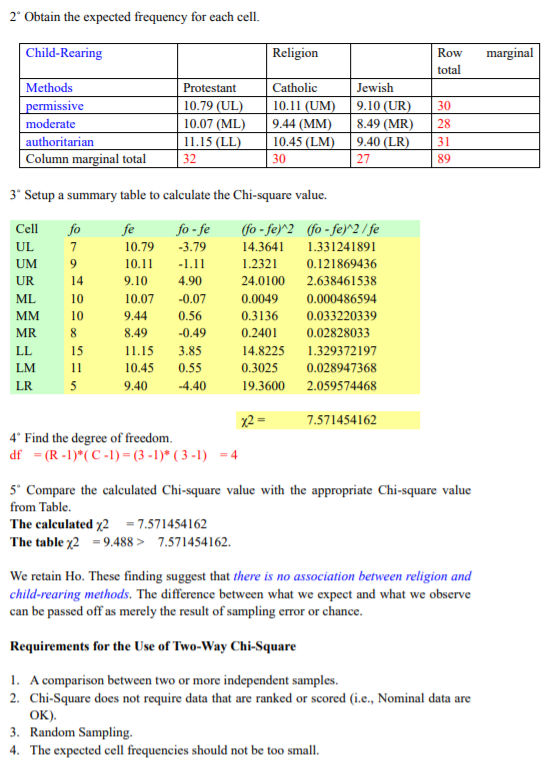 2˚ Obtain the expected frequency for each cell.
Child-Rearing Religion Row marginal
total
Methods Protestant Catholic Jewish
permissive 10.79 (UL) 10.11 (UM) 9.10 (UR) 30
moderate 10.07 (ML) 9.44 (MM) 8.49 (MR) 28
authoritarian 11.15 (LL) 10.45 (LM) 9.40 (LR) 31
Column marginal total 32 30 27 89
3˚ Setup a summary table to calculate the Chi-square value.
Cell fo fe fo - fe (fo - fe)^2 (fo - fe)^2 / fe
UL 7 10.79 -3.79 14.3641 1.331241891
UM 9 10.11 -1.11 1.2321 0.121869436
UR 14 9.10 4.90 24.0100 2.638461538
ML 10 10.07 -0.07 0.0049 0.000486594
MM 10 9.44 0.56 0.3136 0.033220339
MR 8 8.49 -0.49 0.2401 0.02828033
LL 15 11.15 3.85 14.8225 1.329372197
LM 11 10.45 0.55 0.3025 0.028947368
LR 5 9.40 -4.40 19.3600 2.059574468
χ2 = 7.571454162
4˚ Find the degree of freedom.
df = (R -1)*( C -1) = (3 -1)* ( 3 -1) = 4
5˚ Compare the calculated Chi-square value with the appropriate Chi-square value
from Table.
The calculated χ2 = 7.571454162
The table χ2 = 9.488 > 7.571454162.
We retain Ho. These finding suggest that there is no association between religion and
child-rearing methods. The difference between what we expect and what we observe
can be passed off as merely the result of sampling error or chance.
Requirements for the Use of Two-Way Chi-Square
1. A comparison between two or more independent samples.
2. Chi-Square does not require data that are ranked or scored (i.e., Nominal data are
OK).
3. Random Sampling.
4. The expected cell frequencies should not be too small.